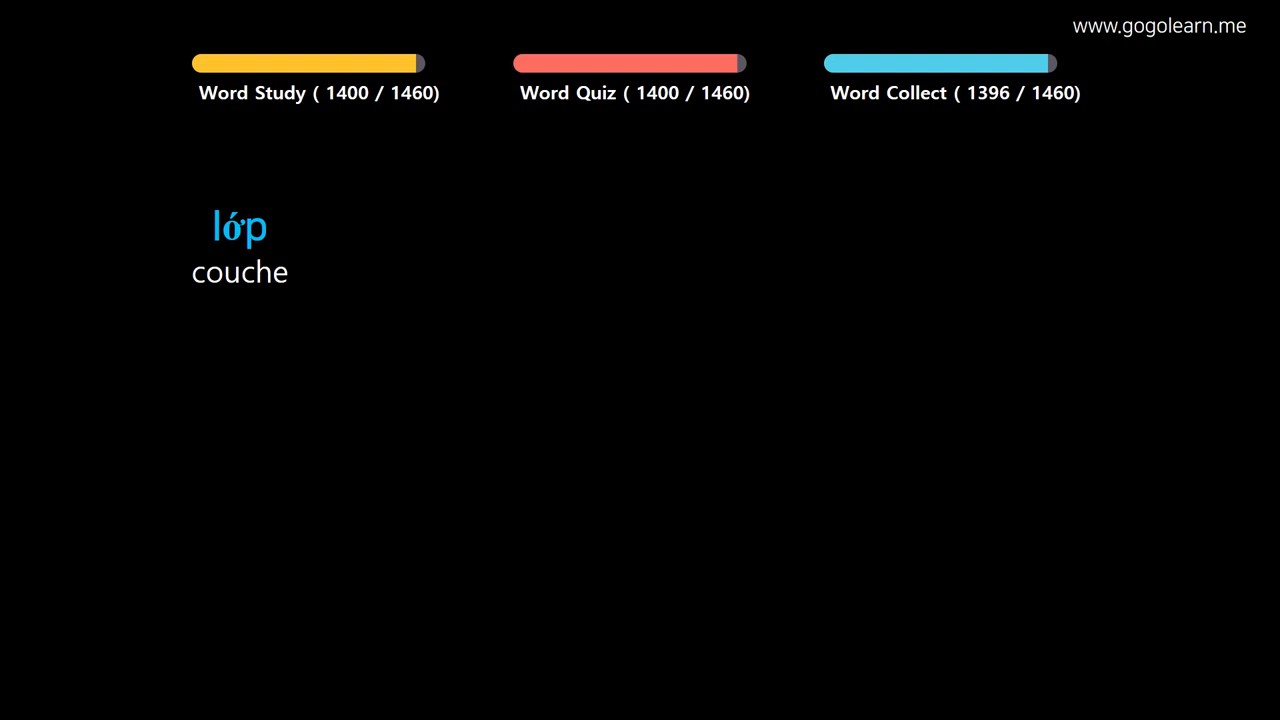 www.gogolearn.me
Word Study ( 1400 / 1460)
Word Quiz ( 1400 / 1460)
Word Collect ( 1396 / 1460)
lớp
couche